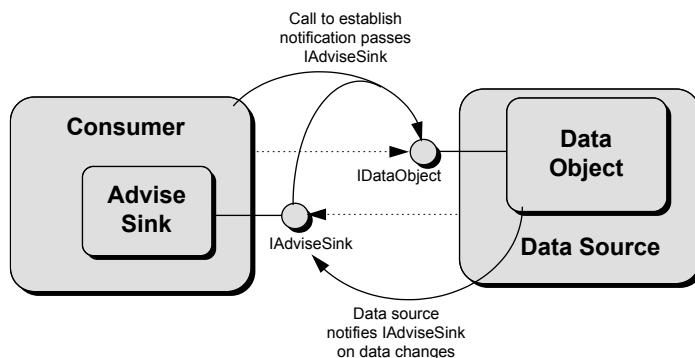 Call to establish
notification passes
IAdviseSink
Consumer
Advise
Sink
IAdviseSink
IDataObject
Data
Object
Data Source
Data source
notifies IAdviseSink
on data changes